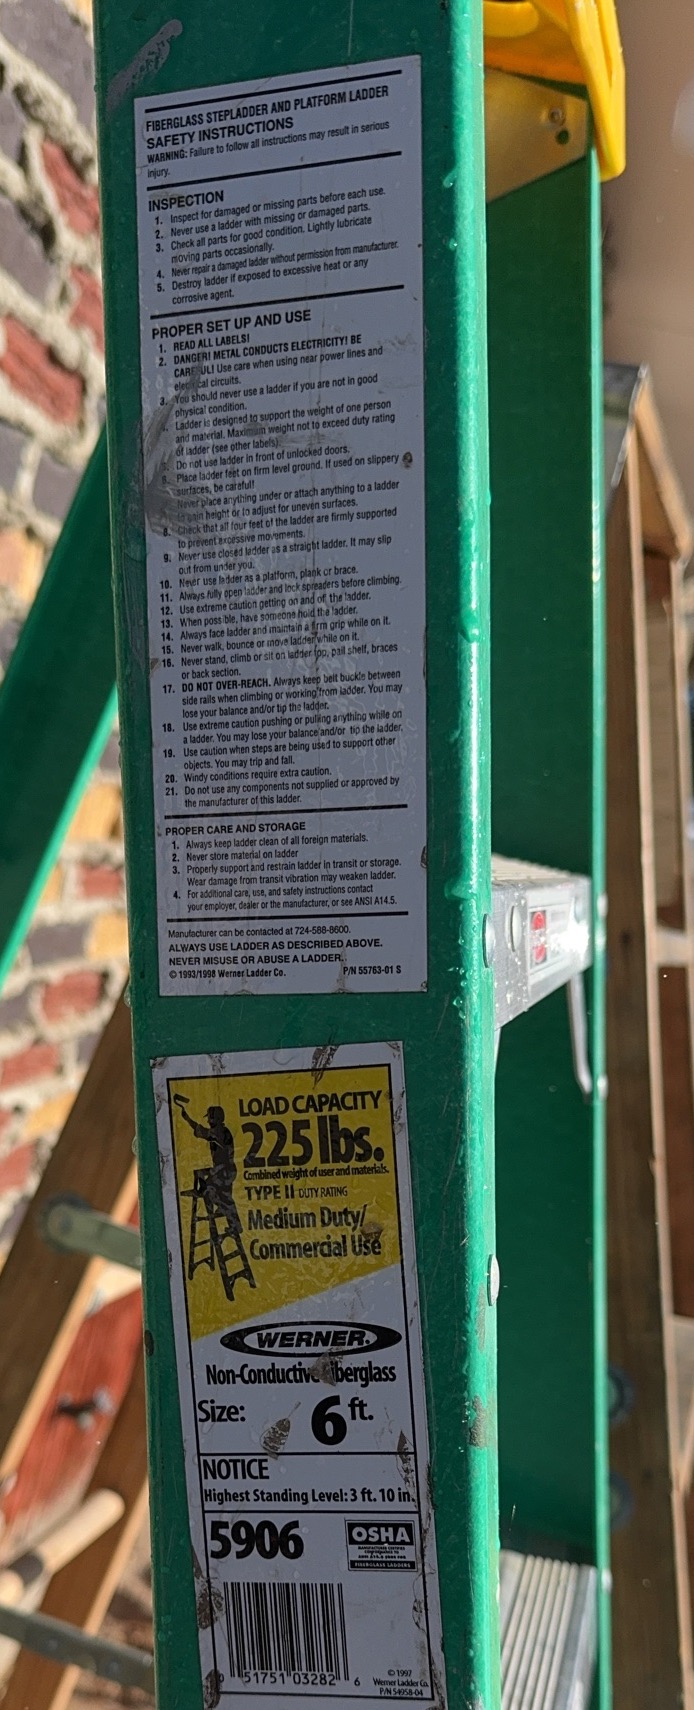 FIBERGLASS STEPLADDER AND PLATFORM LADDER
SAFETY INSTRUCTIONS
WARNING: Failure to follow all instructions may result in serious
injury.
INSPECTION
1. Inspect for damaged or missing parts before each use.
2. Never use a ladder with missing or damaged parts.
3. Check all parts for good condition. Lightly lubricate
moving parts occasionally.
4. Never repair a damaged ladder without permission from manufacturer.
5. Destroy ladder if exposed to excessive heat or any
corrosive agent.
PROPER SET UP AND USE
1. READ ALL LABELS!
2. DANGER! METAL CONDUCTS ELECTRICITY! BE
CAREFUL! Use care when using near power lines and
electrical circuits.
3. You should never use a ladder if you are not in good
physical condition.
4. Ladder is designed to support the weight of one person
and material. Maximum weight not to exceed duty rating
of ladder (see other labels).
5. Do not use ladder in front of unlocked doors.
6. Place ladder feet on firm level ground. If used on slippery
surfaces, be careful!
Never place anything under or attach anything to a ladder
to gain height or to adjust for uneven surfaces.
8. Check that all four feet of the ladder are firmly supported
to prevent excessive movements.
9. Never use closed ladder as a straight ladder. It may slip
out from under you.
10. Never use ladder as a platform, plank or brace.
11. Always fully open ladder and lock spreaders before climbing.
12. Use extreme caution getting on and off the ladder.
13. When possible, have someone hold the ladder.
14. Always face ladder and maintain a firm grip while on it.
15. Never walk, bounce or move ladder while on it.
16. Never stand, climb or sit on ladder top, pail shelf, braces
or back section.
17. DO NOT OVER-REACH. Always keep belt buckle between
side rails when climbing or working from ladder. You may
lose your balance and/or tip the ladder.
18. Use extreme caution pushing or pulling anything while on
a ladder. You may lose your balance and/or tip the ladder.
19. Use caution when steps are being used to support other
objects. You may trip and fall.
20. Windy conditions require extra caution.
21. Do not use any components not supplied or approved by
the manufacturer of this ladder.
PROPER CARE AND STORAGE
1. Always keep ladder clean of all foreign materials.
2. Never store material on ladder
3. Properly support and restrain ladder in transit or storage.
Wear damage from transit vibration may weaken ladder.
4. For additional care, use, and safety instructions contact
your employer, dealer or the manufacturer, or see ANSI A14.5.
Manufacturer can be contacted at 724-588-8600.
ALWAYS USE LADDER AS DESCRIBED ABOVE.
NEVER MISUSE OR ABUSE A LADDER.
© 1993/1998 Werner Ladder Co. P/N 55763-01 S
LOAD CAPACITY
225 lbs.
Combined weight of user and materials.
TYPE II DUTY RATING
Medium Duty/
Commercial Use
WERNER.
Non-Conductive Fiberglass
Size: 6 ft.
NOTICE
Highest Standing Level: 3 ft. 10 in.
5906 OSHA
FIBERGLASS LADDERS
51751 03282 6
© 1997
Werner Ladder Co.
P/N 54958-04